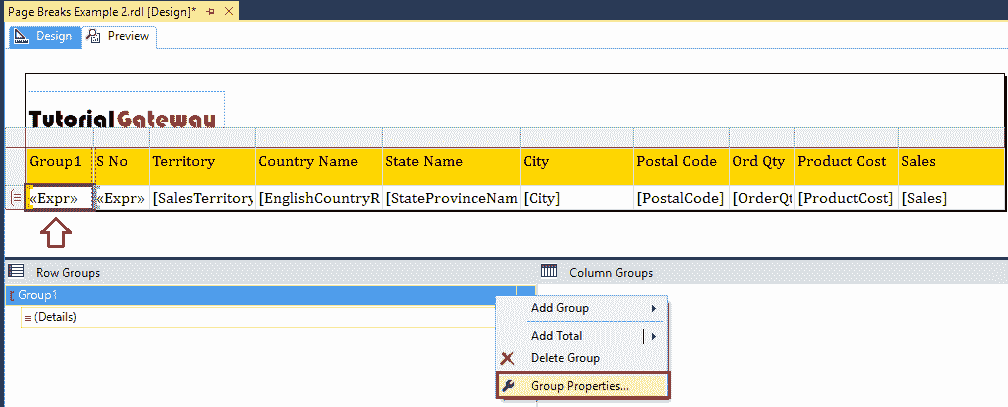 Page Breaks Example 2.rdl [Design]*
Design Preview
Tutorial Gateway
Group1 S No Territory Country Name State Name City Postal Code Ord Qty Product Cost Sales
«Expr» «Expr» [SalesTerritory [EnglishCountryR [StateProvinceNam [City] [PostalCode] [OrderQt [ProductCost] [Sales]
Row Groups Column Groups
Group1
(Details)
Add Group
Add Total
Delete Group
Group Properties...